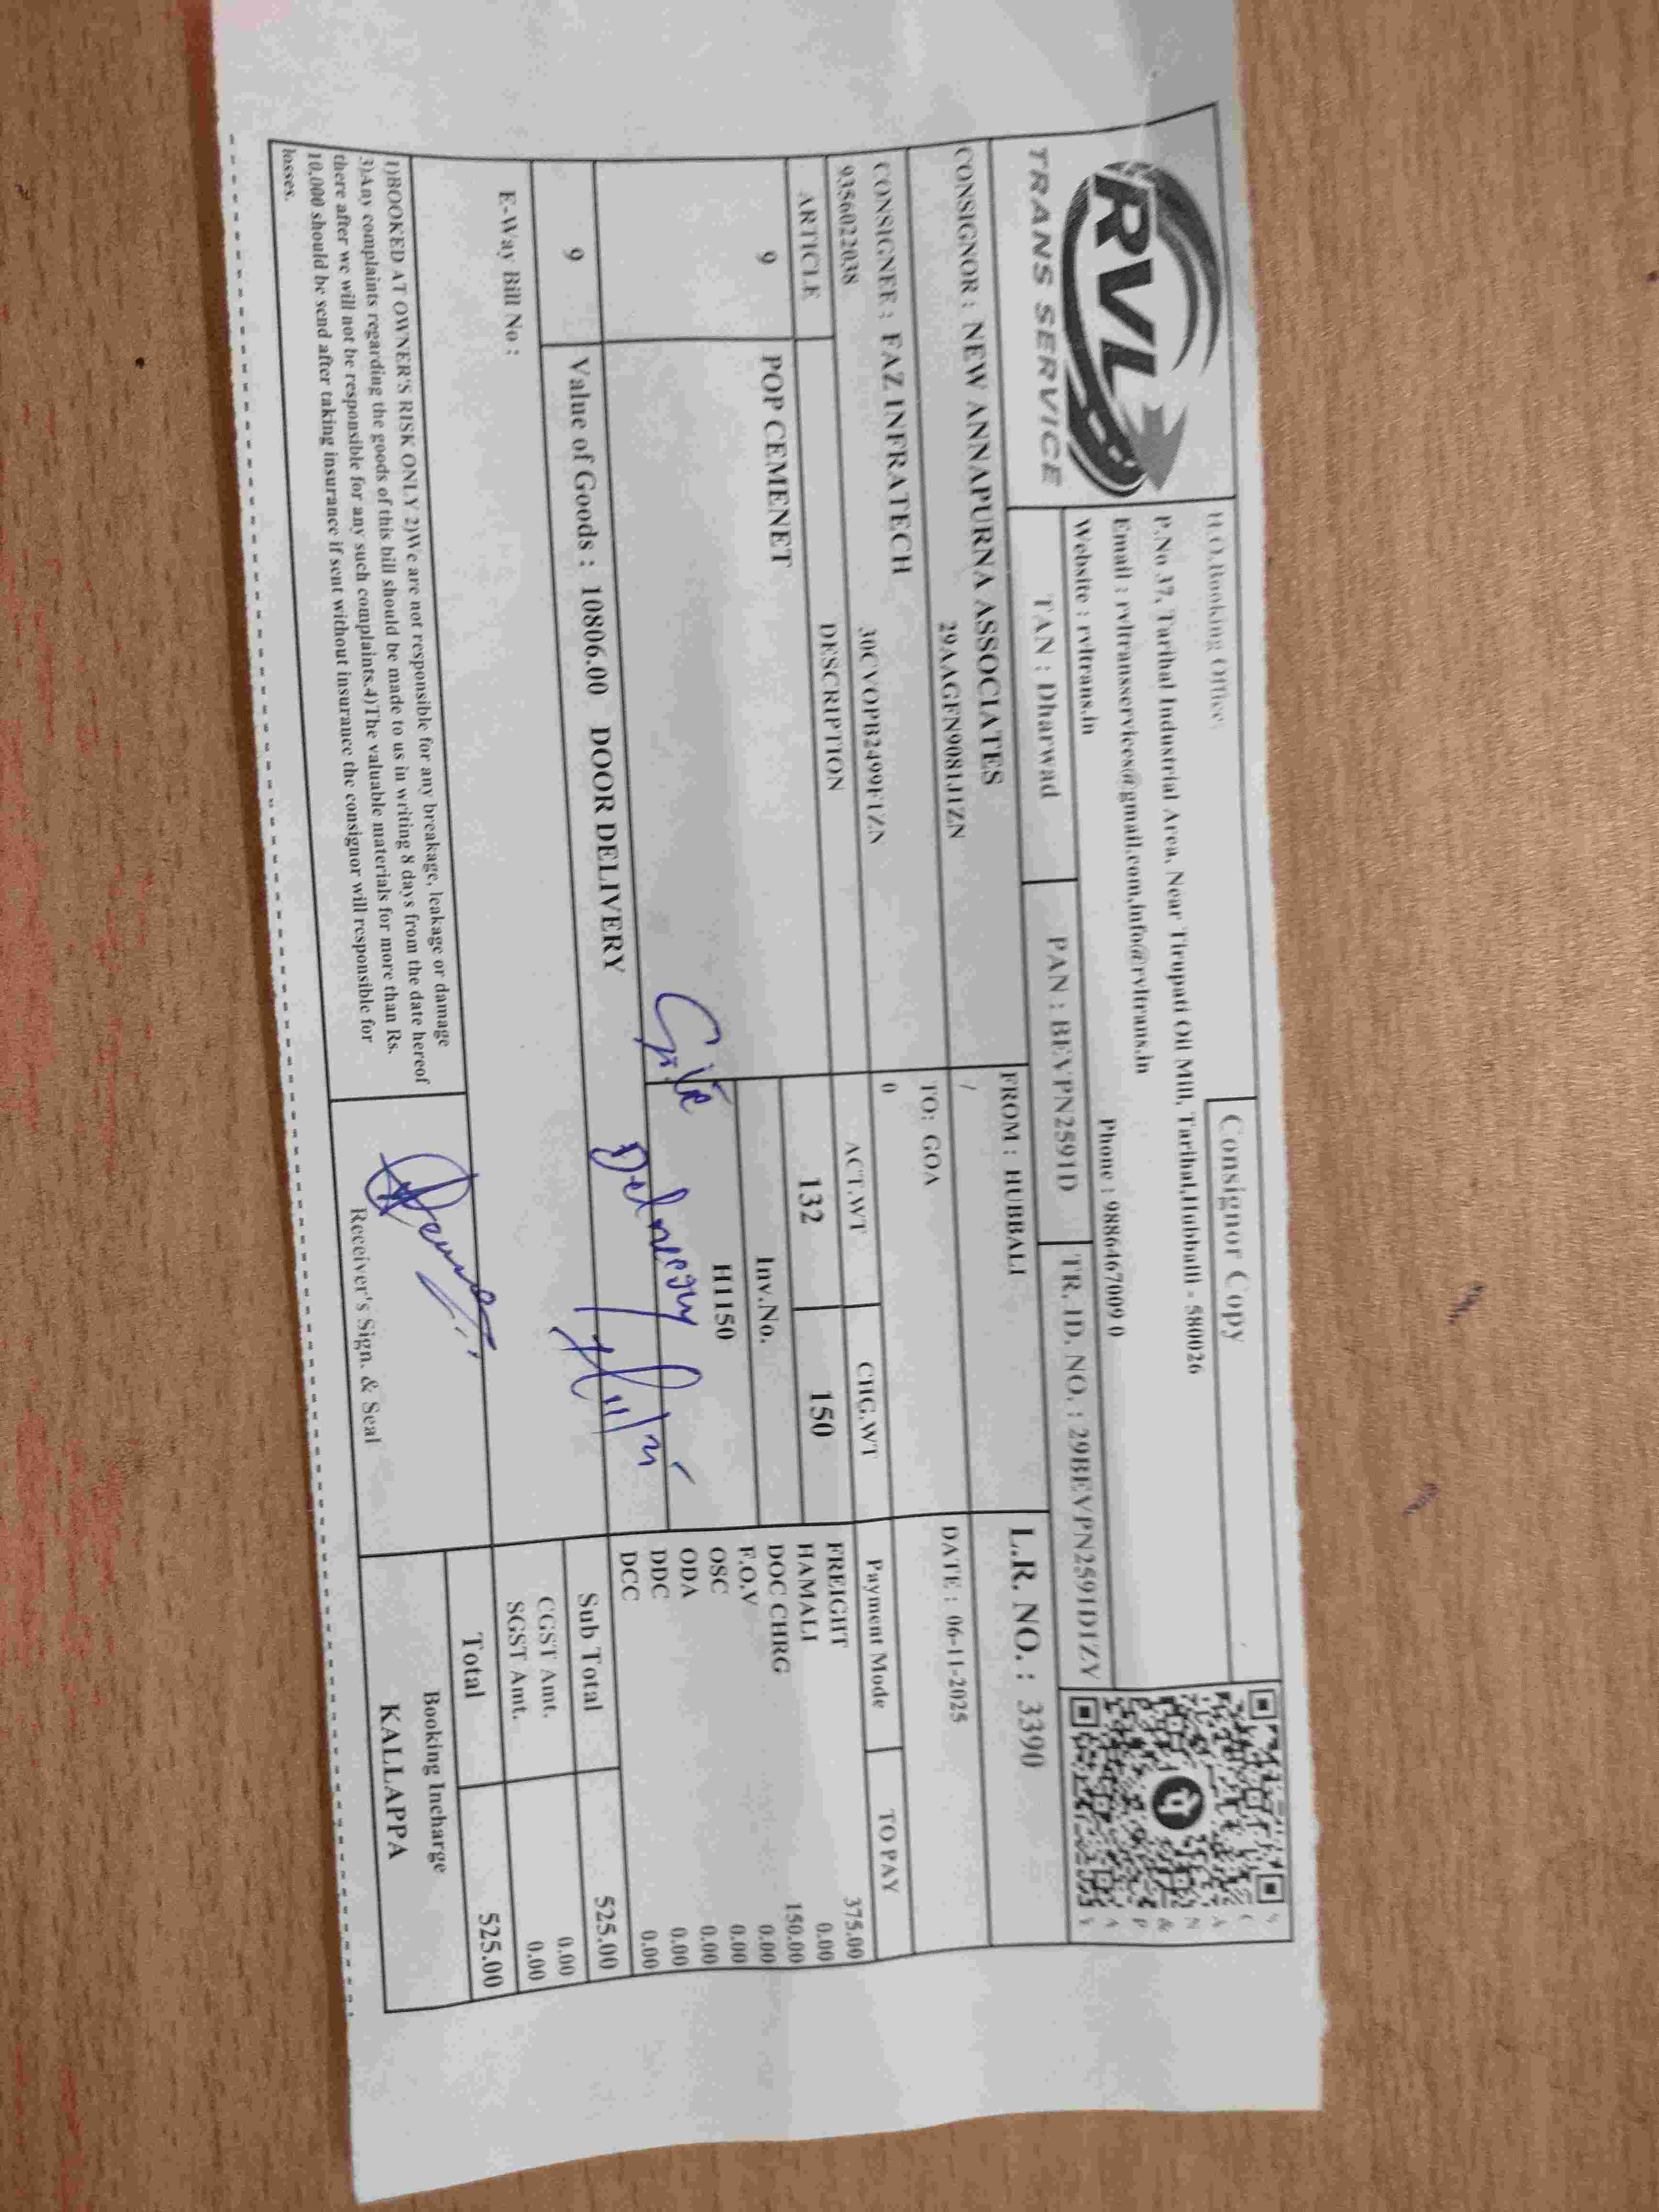 RVL
TRANS SERVICE
H.O.Booking Office:
Consignor Copy
P.No 37, Tarihal Industrial Area, Near Tirupati Oil Mill, Tarihal,Hobballi - 580026
Email : rvltransservices@gmail.com,info@rvltrans.in
Phone : 9886467009 0
Website : rvltrans.in
TAN : Dharwad
PAN : BEVPN2591D
TR. ID. NO. : 29BEVPN2591D1ZY
CONSIGNOR : NEW ANNAPURNA ASSOCIATES
29AAGFN9081J1ZN
FROM : HUBBALI
/
L.R. NO. : 3390
CONSIGNEE : FAZ INFRATECH
9356022038
30CVOPB2499F1ZN
TO: GOA
0
DATE : 06-11-2025
ARTICLE
DESCRIPTION
ACT.WT
CHG.WT
Payment Mode
TO PAY
9
POP CEMENET
132
150
Inv.No.
H1150
FREIGHT 375.00
HAMALI 0.00
DOC CHRG 150.00
F.O.V 0.00
OSC 0.00
ODA 0.00
DDC 0.00
DCC 0.00
9
Value of Goods : 10806.00 DOOR DELIVERY
Sub Total 525.00
E-Way Bill No :
CGST Amt. 0.00
SGST Amt. 0.00
Total 525.00
1)BOOKED AT OWNER'S RISK ONLY 2)We are not responsible for any breakage, leakage or damage
3)Any complaints regarding the goods of this bill should be made to us in writing 8 days from the date hereof
there after we will not be responsible for any such complaints.4)The valuable materials for more than Rs.
10,000 should be send after taking insurance if sent without insurance the consignor will responsible for
losses.
Receiver's Sign. & Seal
Booking Incharge
KALLAPPA